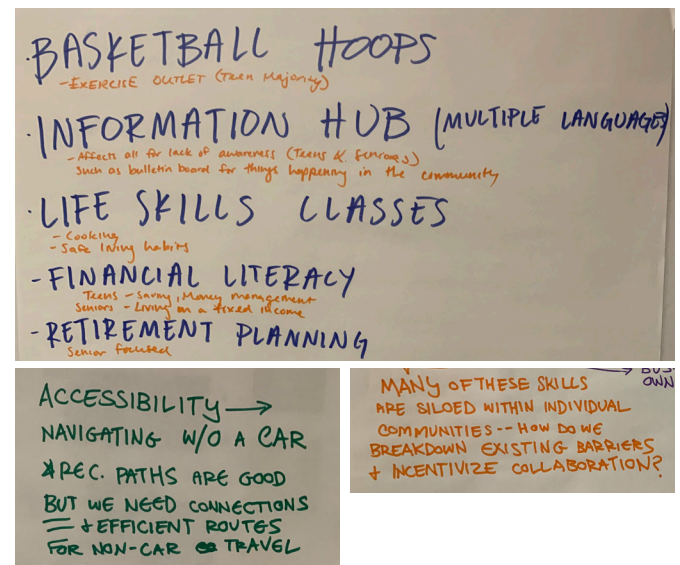 ·BASKETBALL HOOPS
- EXERCISE OUTLET (Teen Majority)
·INFORMATION HUB (MULTIPLE LANGUAGES)
- Affects all for lack of awareness (Teens & Seniors)
Such as bulletin board for things happening in the community
·LIFE SKILLS CLASSES
- Cooking
- Safe living habits
- FINANCIAL LITERACY
Teens - Saving, Money management
Seniors - Living on a fixed income
- RETIREMENT PLANNING
Senior focused
ACCESSIBILITY →
NAVIGATING W/O A CAR
* REC. PATHS ARE GOOD
BUT WE NEED CONNECTIONS
+ EFFICIENT ROUTES
FOR NON-CAR TRAVEL
→ BUS
OWN
MANY OF THESE SKILLS
ARE SILOED WITHIN INDIVIDUAL
COMMUNITIES -- HOW DO WE
BREAKDOWN EXISTING BARRIERS
+ INCENTIVIZE COLLABORATION?